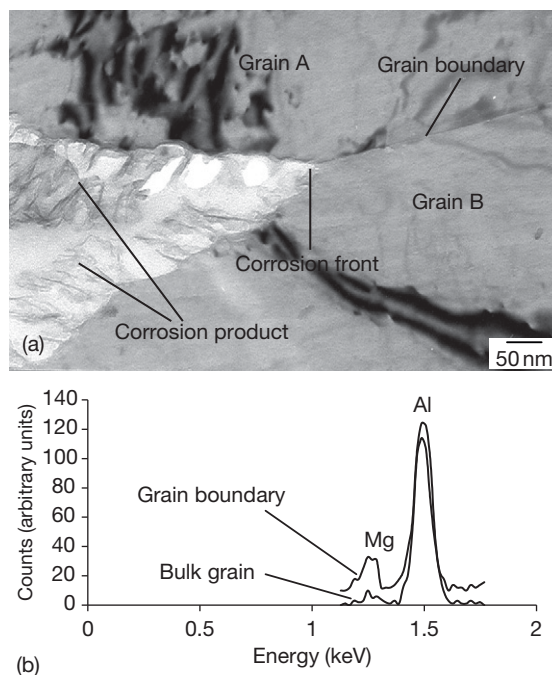 Grain A
Grain boundary
Grain B
Corrosion front
Corrosion product
(a)
50 nm
140
120
100
80
60
40
20
0
Counts (arbitrary units)
Al
Grain boundary
Mg
Bulk grain
0
0.5
1
1.5
2
Energy (keV)
(b)